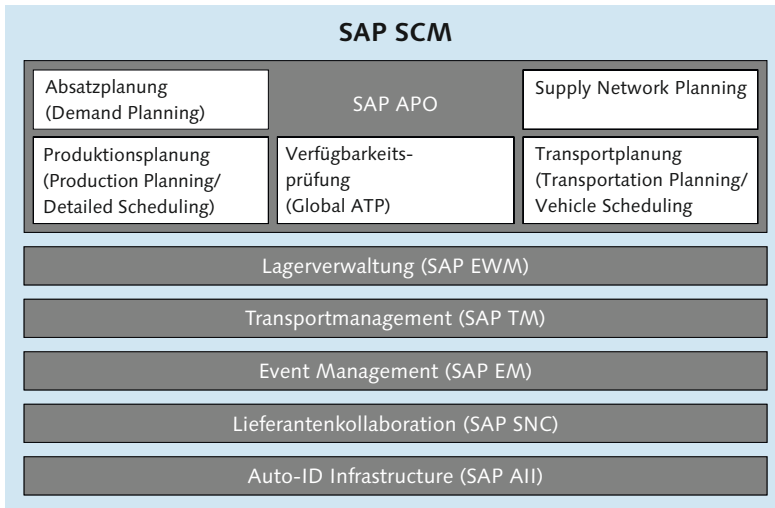 SAP SCM
Absatzplanung
(Demand Planning)
SAP APO
Supply Network Planning
Produktionsplanung
(Production Planning/
Detailed Scheduling)
Verfügbarkeits-
prüfung
(Global ATP)
Transportplanung
(Transportation Planning/
Vehicle Scheduling
Lagerverwaltung (SAP EWM)
Transportmanagement (SAP TM)
Event Management (SAP EM)
Lieferantenkollaboration (SAP SNC)
Auto-ID Infrastructure (SAP AII)